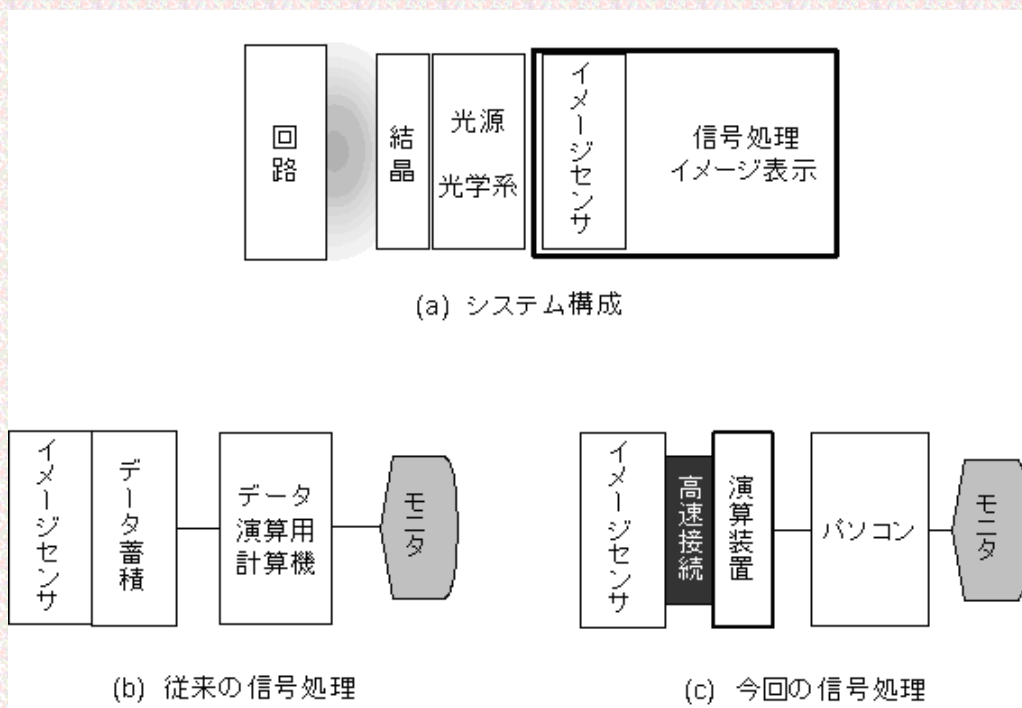 回路
結晶
光源
光学系
イメージセンサ
信号処理
イメージ表示
(a) システム構成
イメージセンサ
データ蓄積
データ
演算用
計算機
モニタ
(b) 従来の信号処理
イメージセンサ
高速接続
演算装置
パソコン
モニタ
(c) 今回の信号処理